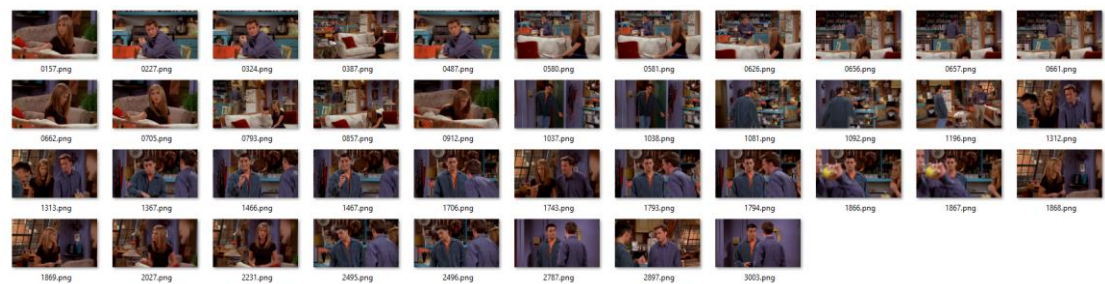 0157.png 0227.png 0324.png 0387.png 0487.png 0580.png 0581.png 0626.png 0656.png 0657.png 0661.png
0662.png 0705.png 0793.png 0857.png 0912.png 1037.png 1038.png 1081.png 1092.png 1196.png 1312.png
1313.png 1367.png 1466.png 1467.png 1706.png 1743.png 1793.png 1794.png 1866.png 1867.png 1868.png
1869.png 2027.png 2231.png 2495.png 2496.png 2787.png 2897.png 3003.png